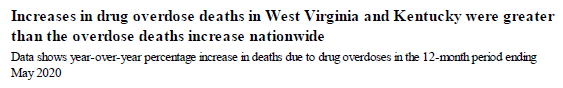 Increases in drug overdose deaths in West Virginia and Kentucky were greater
than the overdose deaths increase nationwide
Data shows year-over-year percentage increase in deaths due to drug overdoses in the 12-month period ending
May 2020